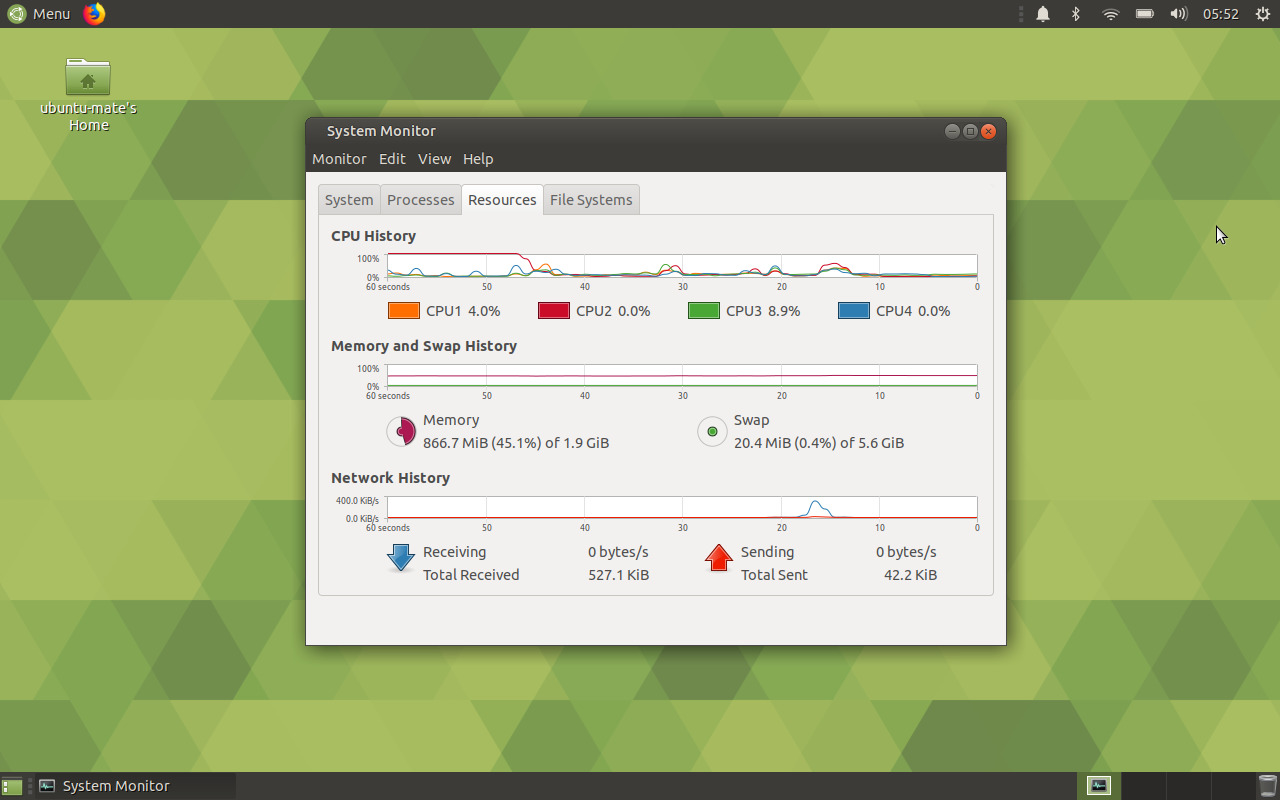 Menu 05:52
ubuntu-mate's
Home
System Monitor
Monitor Edit View Help
System Processes Resources File Systems
CPU History
100%
0%
60 seconds 50 40 30 20 10 0
CPU1 4.0% CPU2 0.0% CPU3 8.9% CPU4 0.0%
Memory and Swap History
100%
0%
60 seconds 50 40 30 20 10 0
Memory Swap
866.7 MiB (45.1%) of 1.9 GiB 20.4 MiB (0.4%) of 5.6 GiB
Network History
400.0 KiB/s
0.0 KiB/s
60 seconds 50 40 30 20 10 0
Receiving 0 bytes/s Sending 0 bytes/s
Total Received 527.1 KiB Total Sent 42.2 KiB
System Monitor